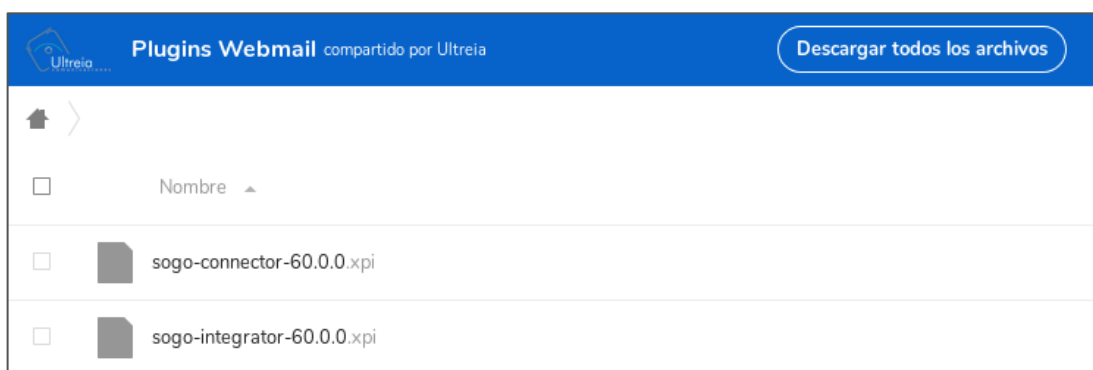 Ultreia
Plugins Webmail compartido por Ultreia
Descargar todos los archivos
Nombre
sogo-connector-60.0.0.xpi
sogo-integrator-60.0.0.xpi